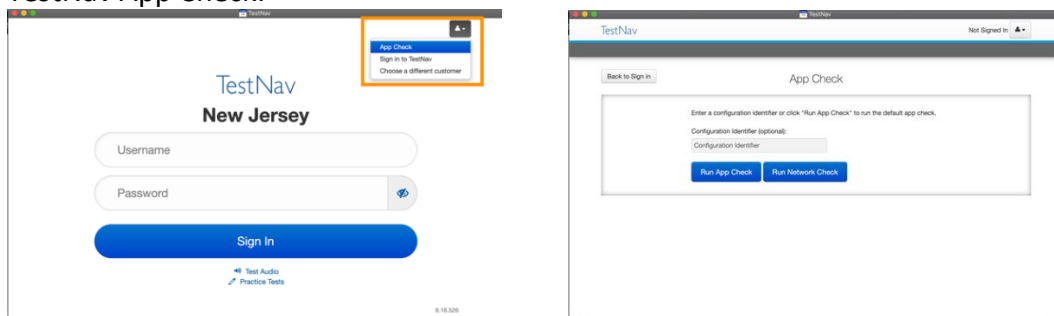 TestNav App Check.
TestNav
App Check
Sign in to TestNav
Choose a different customer
TestNav
New Jersey
Username
Password
Sign In
Test Audio
Practice Tests
8.16.526
TestNav
TestNav
Not Signed In
Back to Sign in
App Check
Enter a configuration identifier or click "Run App Check" to run the default app check.
Configuration Identifier (optional):
Configuration identifier
Run App Check
Run Network Check